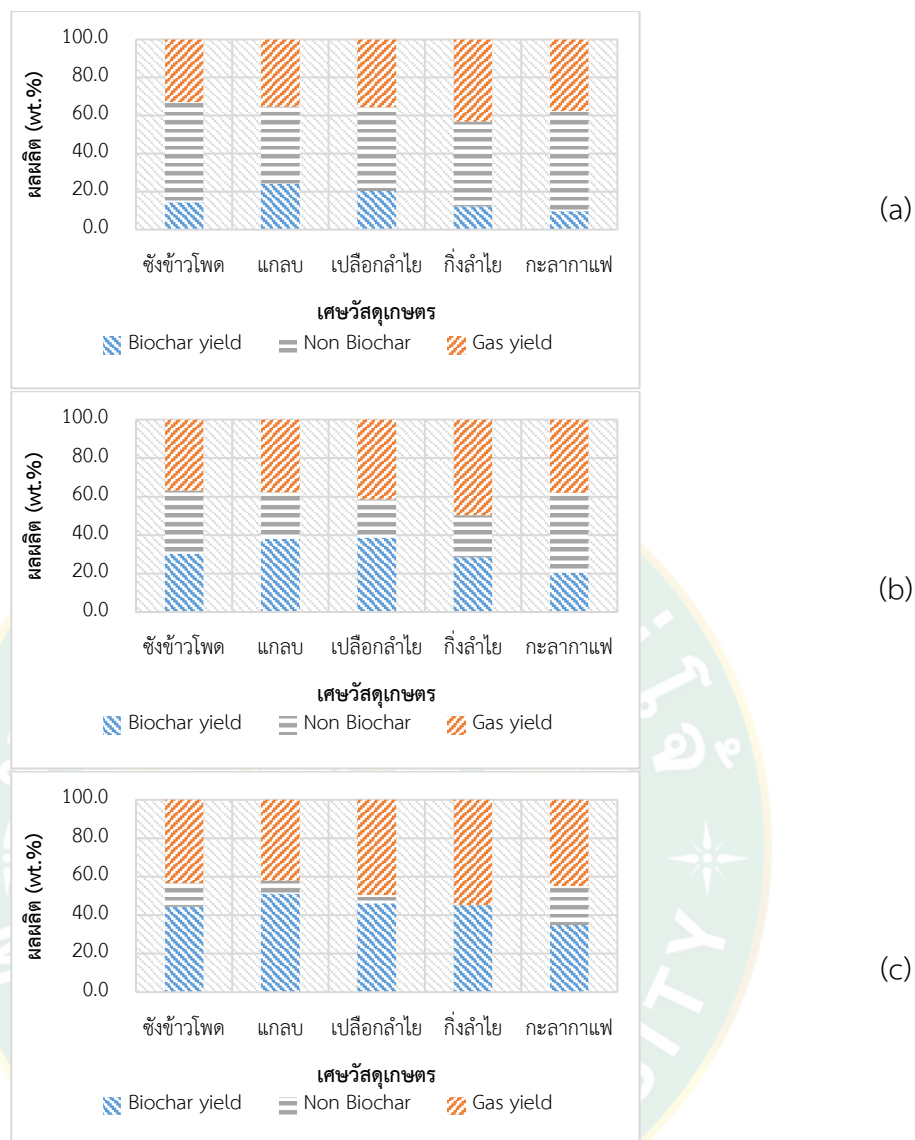 100.0
80.0
60.0
40.0
20.0
0.0
ผลผลิต (wt.%)
ซังข้าวโพด แกลบ เปลือกลำไย กิ่งลำไย กะลากาแฟ
เศษวัสดุเกษตร
Biochar yield Non Biochar Gas yield
(a)
100.0
80.0
60.0
40.0
20.0
0.0
ผลผลิต (wt.%)
ซังข้าวโพด แกลบ เปลือกลำไย กิ่งลำไย กะลากาแฟ
เศษวัสดุเกษตร
Biochar yield Non Biochar Gas yield
(b)
100.0
80.0
60.0
40.0
20.0
0.0
ผลผลิต (wt.%)
ซังข้าวโพด แกลบ เปลือกลำไย กิ่งลำไย กะลากาแฟ
เศษวัสดุเกษตร
Biochar yield Non Biochar Gas yield
(c)